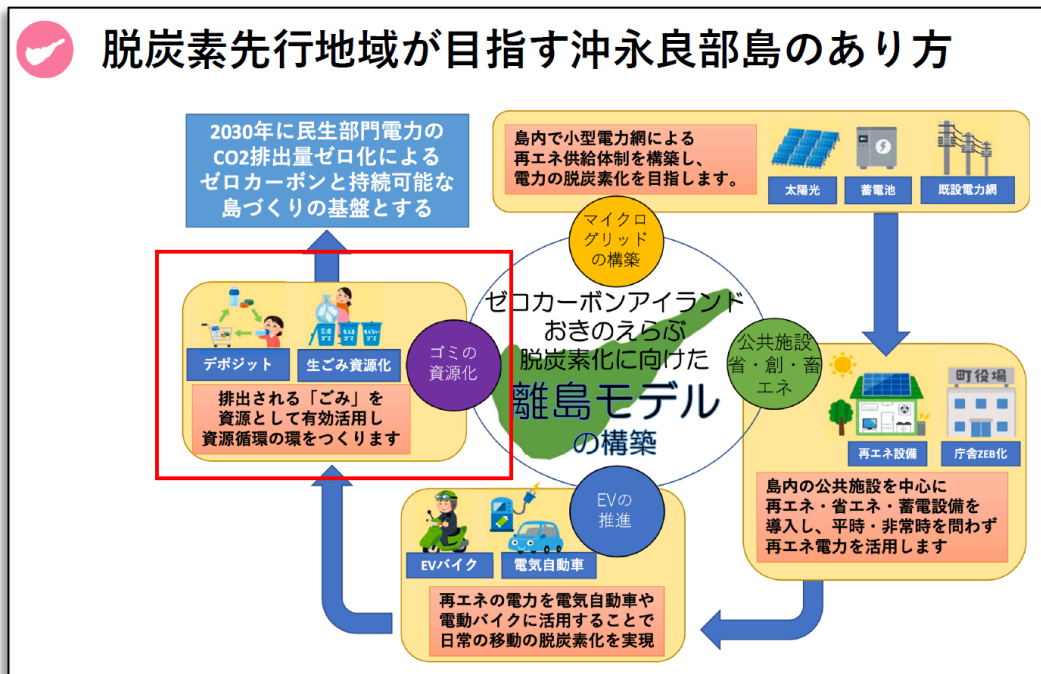 脱炭素先行地域が目指す沖永良部島のあり方
2030年に民生部門電力の
CO2排出量ゼロ化による
ゼロカーボンと持続可能な
島づくりの基盤とする
島内で小型電力網による
再エネ供給体制を構築し、
電力の脱炭素化を目指します。
太陽光
蓄電池
既設電力網
マイクロ
グリッド
の構築
ゼロカーボンアイランド
おきのえらぶ
脱炭素化に向けた
離島モデル
の構築
公共施設
省・創・畜
エネ
町役場
再エネ設備
庁舎ZEB化
島内の公共施設を中心に
再エネ・省エネ・蓄電設備を
導入し、平時・非常時を問わず
再エネ電力を活用します
EVの
推進
EVバイク
電気自動車
再エネの電力を電気自動車や
電動バイクに活用することで
日常の移動の脱炭素化を実現
ゴミの
資源化
デポジット
生ごみ資源化
排出される「ごみ」を
資源として有効活用し
資源循環の環をつくります